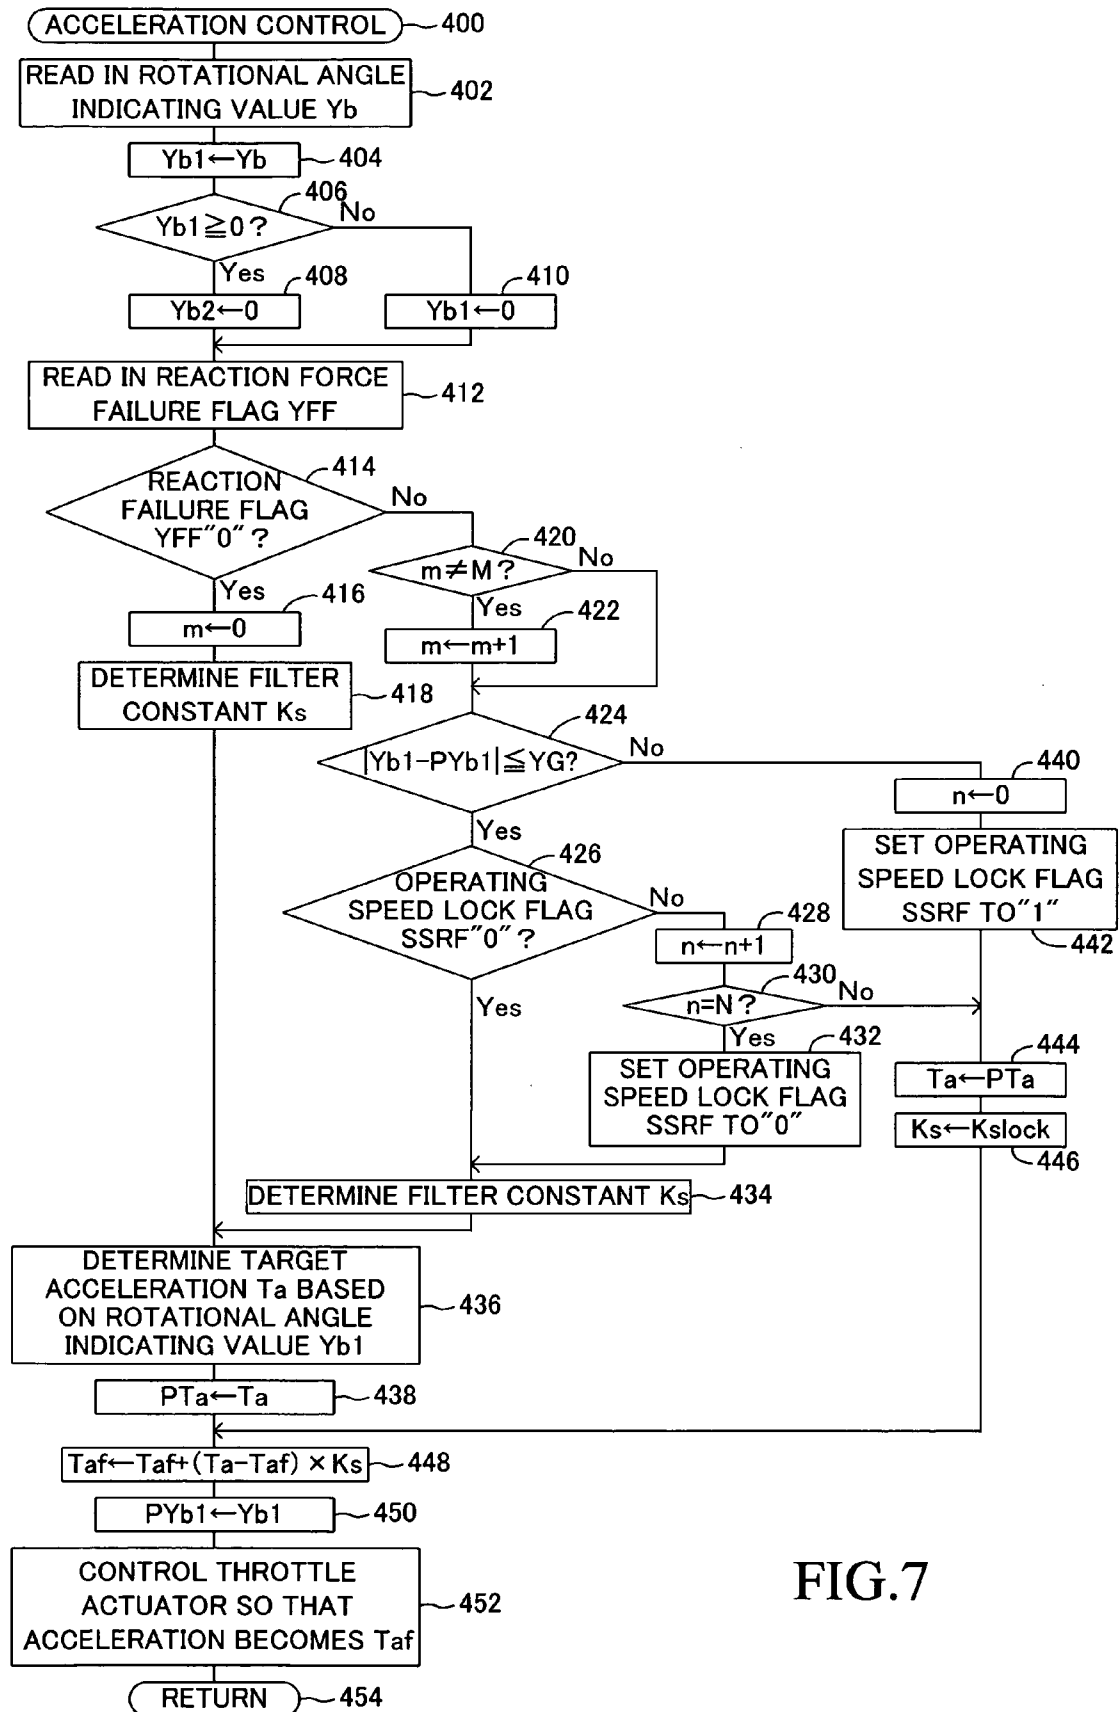 ACCELERATION CONTROL
400
READ IN ROTATIONAL ANGLE
INDICATING VALUE Yb
402
Yb1←Yb
404
406
Yb1≧0?
No
Yes
408
410
Yb2←0
Yb1←0
READ IN REACTION FORCE
FAILURE FLAG YFF
412
414
REACTION
FAILURE FLAG
YFF"0"?
No
420
m≠M?
No
Yes
416
Yes
422
m←0
m←m+1
DETERMINE FILTER
CONSTANT Ks
418
424
|Yb1-PYb1|≦YG?
No
440
n←0
Yes
426
SET OPERATING
SPEED LOCK FLAG
SSRF TO"1"
442
OPERATING
SPEED LOCK FLAG
SSRF"0"?
No
428
n←n+1
430
n=N?
No
Yes
Yes
432
SET OPERATING
SPEED LOCK FLAG
SSRF TO"0"
444
Ta←PTa
Ks←Kslock
446
DETERMINE FILTER CONSTANT Ks
434
DETERMINE TARGET
ACCELERATION Ta BASED
ON ROTATIONAL ANGLE
INDICATING VALUE Yb1
436
PTa←Ta
438
Taf←Taf+(Ta-Taf)×Ks
448
PYb1←Yb1
450
CONTROL THROTTLE
ACTUATOR SO THAT
ACCELERATION BECOMES Taf
452
RETURN
454
FIG.7